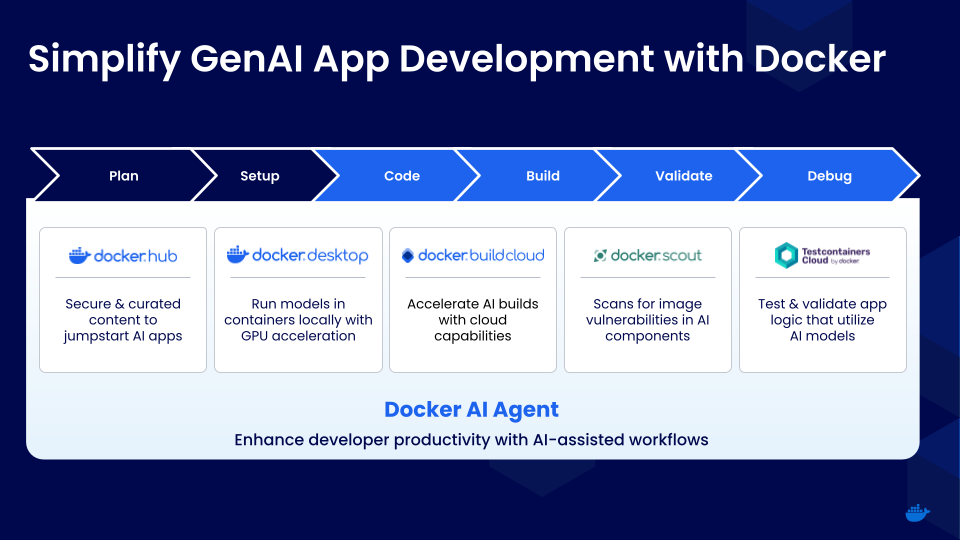 Simplify GenAI App Development with Docker
Plan
Setup
Code
Build
Validate
Debug
docker.hub
Secure & curated
content to
jumpstart AI apps
docker.desktop
Run models in
containers locally with
GPU acceleration
docker.buildcloud
Accelerate AI builds
with cloud
capabilities
docker.scout
Scans for image
vulnerabilities in AI
components
Testcontainers
Cloud by docker
Test & validate app
logic that utilize
AI models
Docker AI Agent
Enhance developer productivity with AI-assisted workflows